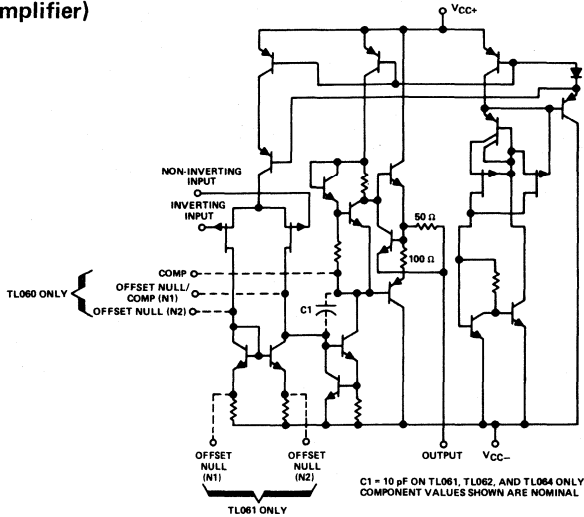 mplifier)
VCC+
NON-INVERTING
INPUT
INVERTING
INPUT
50 Ω
100 Ω
COMP
OFFSET NULL/
COMP (N1)
OFFSET NULL (N2)
TL060 ONLY
C1
OFFSET
NULL
(N1)
OFFSET
NULL
(N2)
TL061 ONLY
OUTPUT
VCC−
C1 = 10 pF ON TL061, TL062, AND TL064 ONLY
COMPONENT VALUES SHOWN ARE NOMINAL